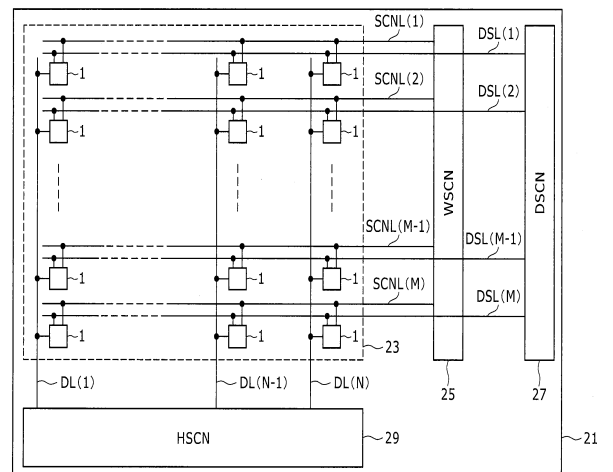 SCNL(1)
DSL(1)
1 1 1
SCNL(2)
DSL(2)
1 1 1
WSCN
DSCN
SCNL(M-1)
DSL(M-1)
1 1 1
SCNL(M)
DSL(M)
1 1 1
23
DL(1) DL(N-1) DL(N)
25 27
HSCN
29
21